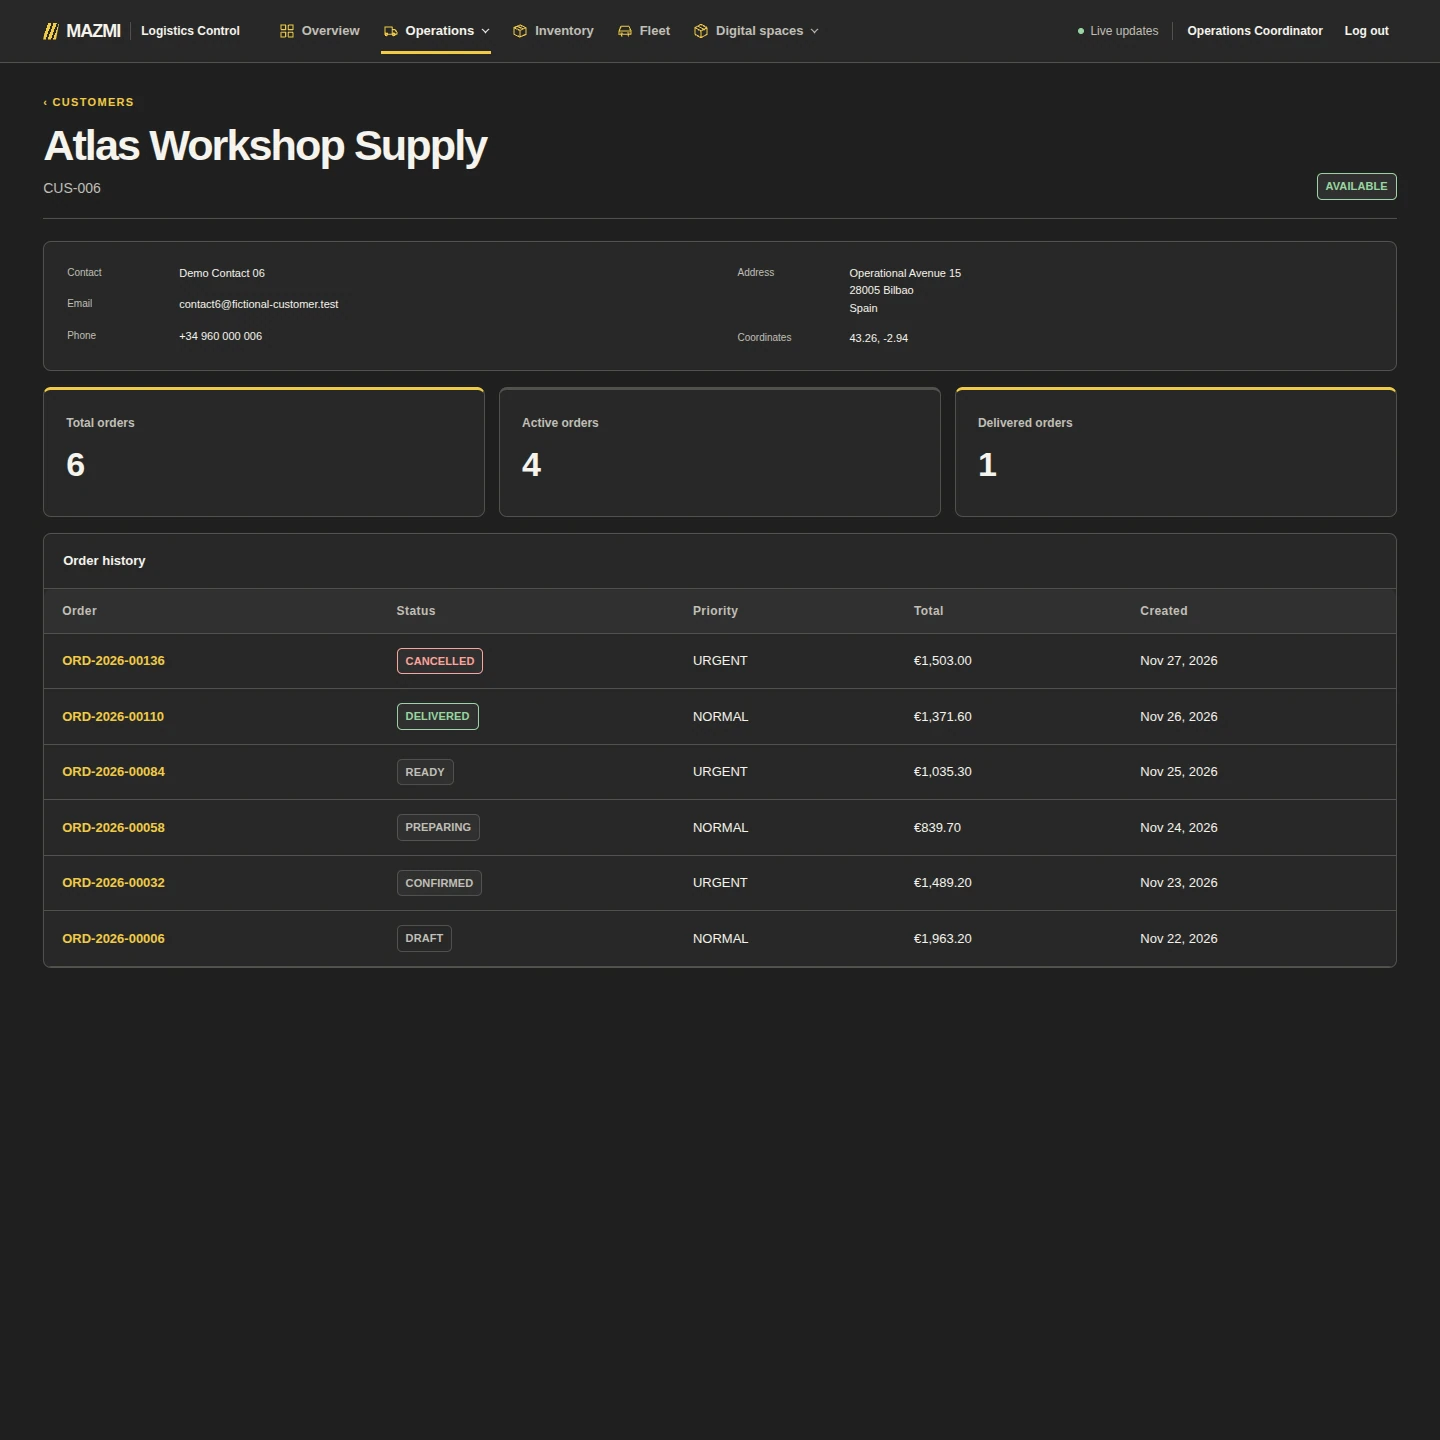 MAZMI Logistics Control Overview Operations Inventory Fleet Digital spaces Live updates Operations Coordinator Log out
‹ CUSTOMERS
Atlas Workshop Supply
CUS-006
AVAILABLE
Contact Demo Contact 06
Email contact6@fictional-customer.test
Phone +34 960 000 006
Address Operational Avenue 15
28005 Bilbao
Spain
Coordinates 43.26, -2.94
Total orders
6
Active orders
4
Delivered orders
1
Order history
Order Status Priority Total Created
ORD-2026-00136 CANCELLED URGENT €1,503.00 Nov 27, 2026
ORD-2026-00110 DELIVERED NORMAL €1,371.60 Nov 26, 2026
ORD-2026-00084 READY URGENT €1,035.30 Nov 25, 2026
ORD-2026-00058 PREPARING NORMAL €839.70 Nov 24, 2026
ORD-2026-00032 CONFIRMED URGENT €1,489.20 Nov 23, 2026
ORD-2026-00006 DRAFT NORMAL €1,963.20 Nov 22, 2026